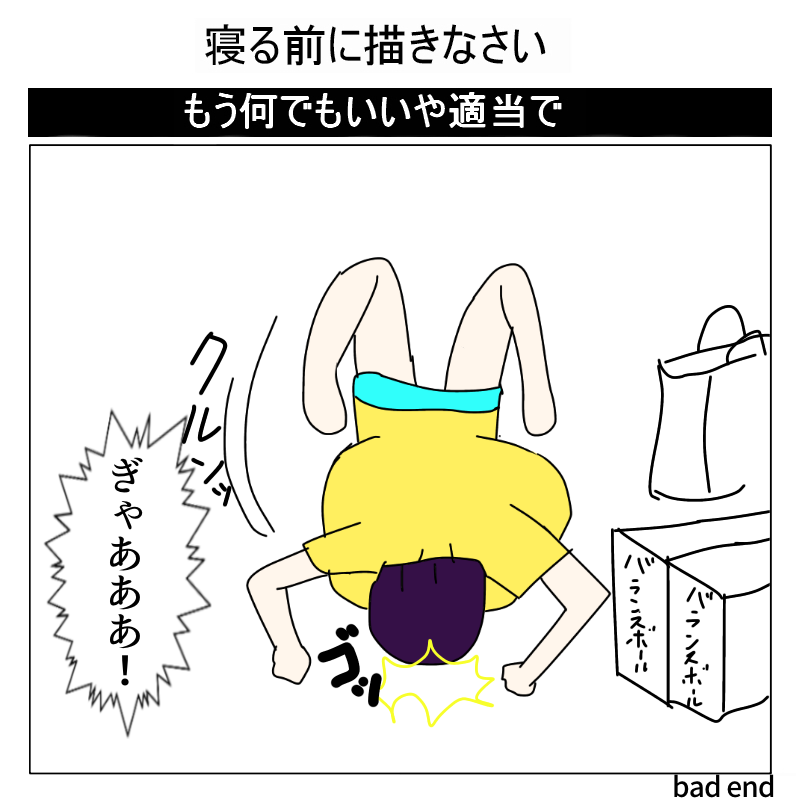 寝る前に描きなさい
もう何でもいいや適当で
クルンッ
ぎゃあああ！
ゴッ
バランスボール
バランスボール
bad end